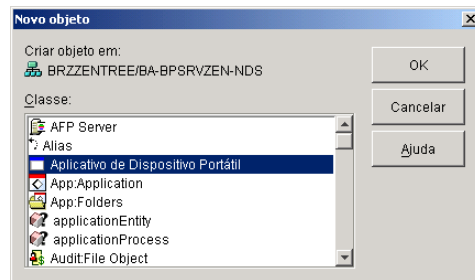 Novo objeto
Criar objeto em:
BRZZENTREE/BA-BPSRVZEN-NDS
OK
Classe:
Cancelar
AFP Server
Alias
Ajuda
Aplicativo de Dispositivo Portátil
App:Application
App:Folders
applicationEntity
applicationProcess
Audit:File Object